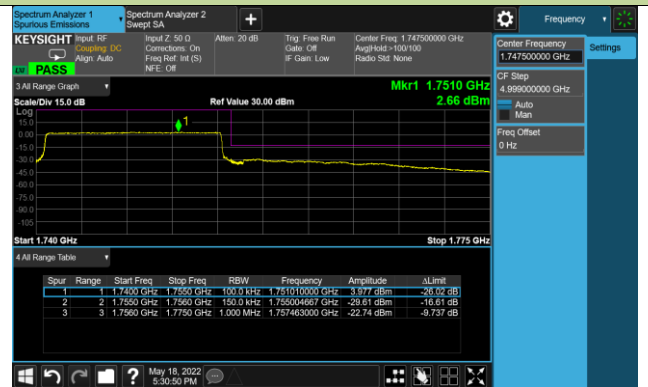 Spectrum Analyzer 1
Spurious Emissions
Spectrum Analyzer 2
Swept SA
+
Frequency
KEYSIGHT
Input: RF
Coupling: DC
Align: Auto
Input Z: 50 Ω
Corrections: On
Freq Ref: Int (S)
NFE: Off
Atten: 20 dB
Trig: Free Run
Gate: Off
IF Gain: Low
Center Freq: 1.747500000 GHz
Avg|Hold:>100/100
Radio Std: None
PASS
Center Frequency
1.747500000 GHz
Settings
CF Step
4.999000000 GHz
Auto
Man
Freq Offset
0 Hz
3 All Range Graph
Mkr1 1.7510 GHz
Scale/Div 15.0 dB
Ref Value 30.00 dBm
2.66 dBm
Log
15.0
0.00
-15.0
-30.0
-45.0
-60.0
-75.0
-90.0
-105
1
Start 1.740 GHz
Stop 1.775 GHz
4 All Range Table
Spur Range Start Freq Stop Freq RBW Frequency Amplitude ΔLimit
1 1 1.7400 GHz 1.7550 GHz 100.0 kHz 1.751010000 GHz 3.977 dBm -26.02 dB
2 2 1.7550 GHz 1.7560 GHz 150.0 kHz 1.755004667 GHz -29.61 dBm -16.61 dB
3 3 1.7560 GHz 1.7750 GHz 1.000 MHz 1.757463000 GHz -22.74 dBm -9.737 dB
?
May 18, 2022
5:30:50 PM